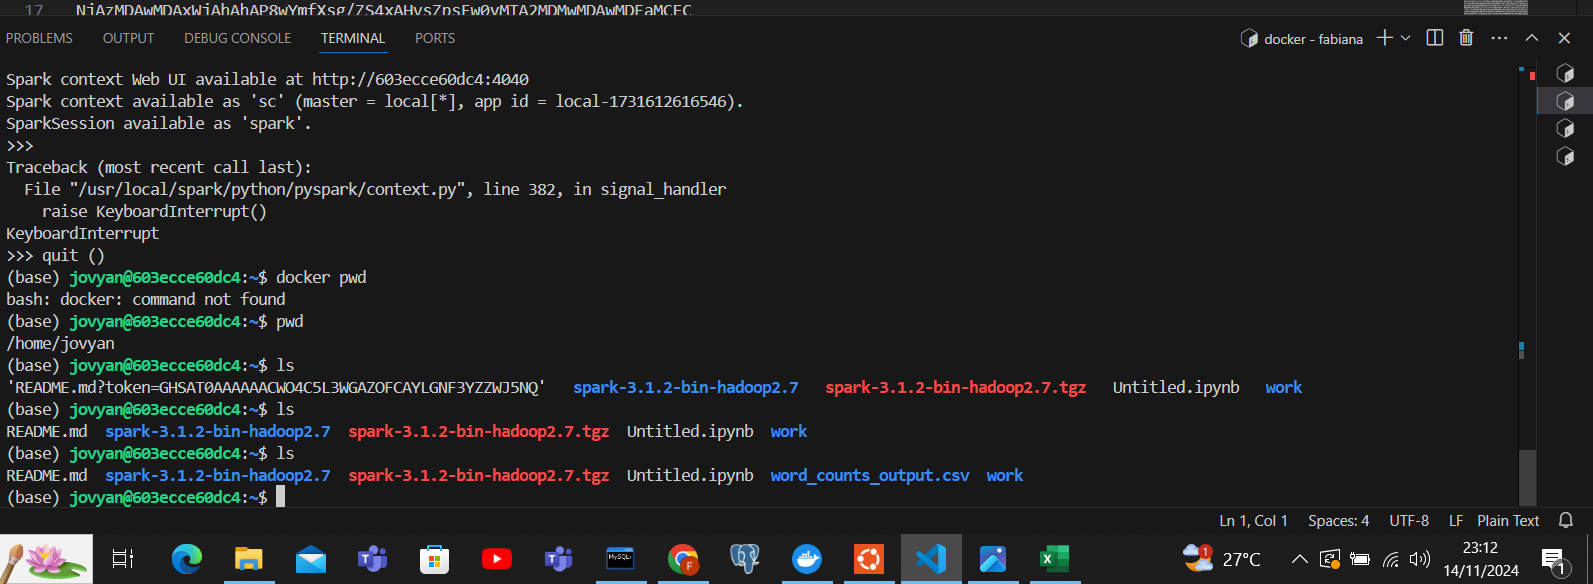 17
PROBLEMS OUTPUT DEBUG CONSOLE TERMINAL PORTS docker - fabiana
Spark context Web UI available at http://603ecce60dc4:4040
Spark context available as 'sc' (master = local[*], app id = local-1731612616546).
SparkSession available as 'spark'.
>>>
Traceback (most recent call last):
  File "/usr/local/spark/python/pyspark/context.py", line 382, in signal_handler
    raise KeyboardInterrupt()
KeyboardInterrupt
>>> quit ()
(base) jovyan@603ecce60dc4:~$ docker pwd
bash: docker: command not found
(base) jovyan@603ecce60dc4:~$ pwd
/home/jovyan
(base) jovyan@603ecce60dc4:~$ ls
'README.md?token=GHSAT0AAAAAACWO4C5L3WGAZOFCAYLGNF3YZZWJ5NQ' spark-3.1.2-bin-hadoop2.7 spark-3.1.2-bin-hadoop2.7.tgz Untitled.ipynb work
(base) jovyan@603ecce60dc4:~$ ls
README.md spark-3.1.2-bin-hadoop2.7 spark-3.1.2-bin-hadoop2.7.tgz Untitled.ipynb work
(base) jovyan@603ecce60dc4:~$ ls
README.md spark-3.1.2-bin-hadoop2.7 spark-3.1.2-bin-hadoop2.7.tgz Untitled.ipynb word_counts_output.csv work
(base) jovyan@603ecce60dc4:~$
Ln 1, Col 1 Spaces: 4 UTF-8 LF Plain Text
MySQL
F
1
27°C
23:12
14/11/2024
1